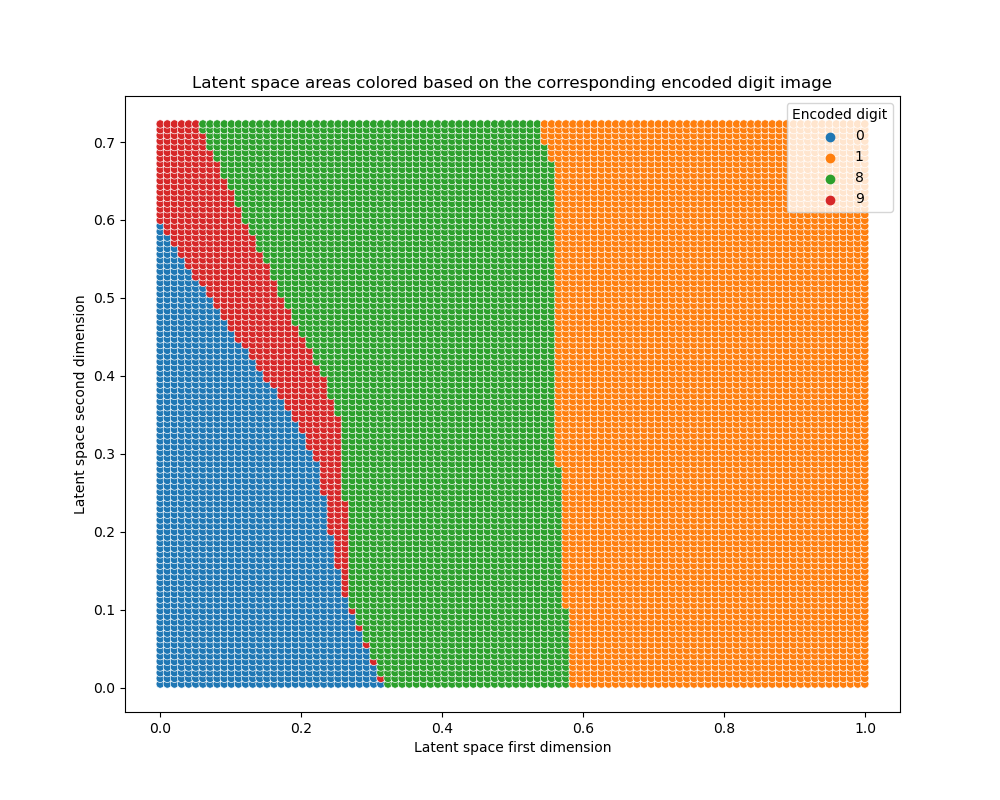 Latent space areas colored based on the corresponding encoded digit image
Encoded digit
0
1
8
9
0.7
0.6
0.5
0.4
0.3
0.2
0.1
0.0
Latent space second dimension
0.0 0.2 0.4 0.6 0.8 1.0
Latent space first dimension